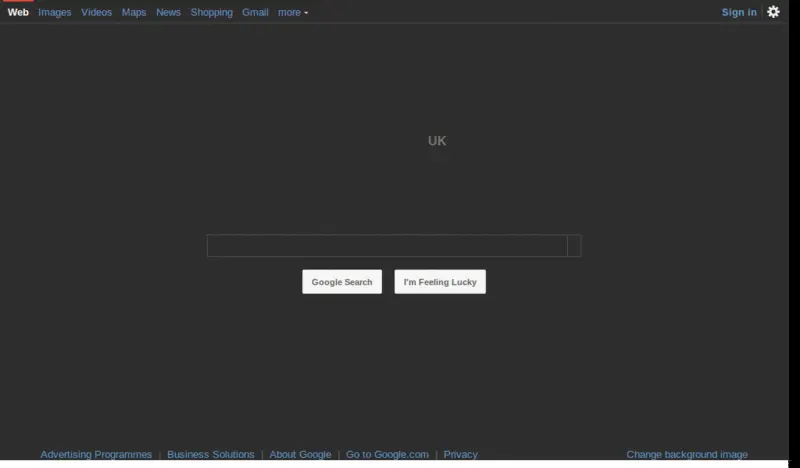 Web Images Videos Maps News Shopping Gmail more Sign in
UK
Google Search I'm Feeling Lucky
Advertising Programmes | Business Solutions | About Google | Go to Google.com | Privacy Change background image